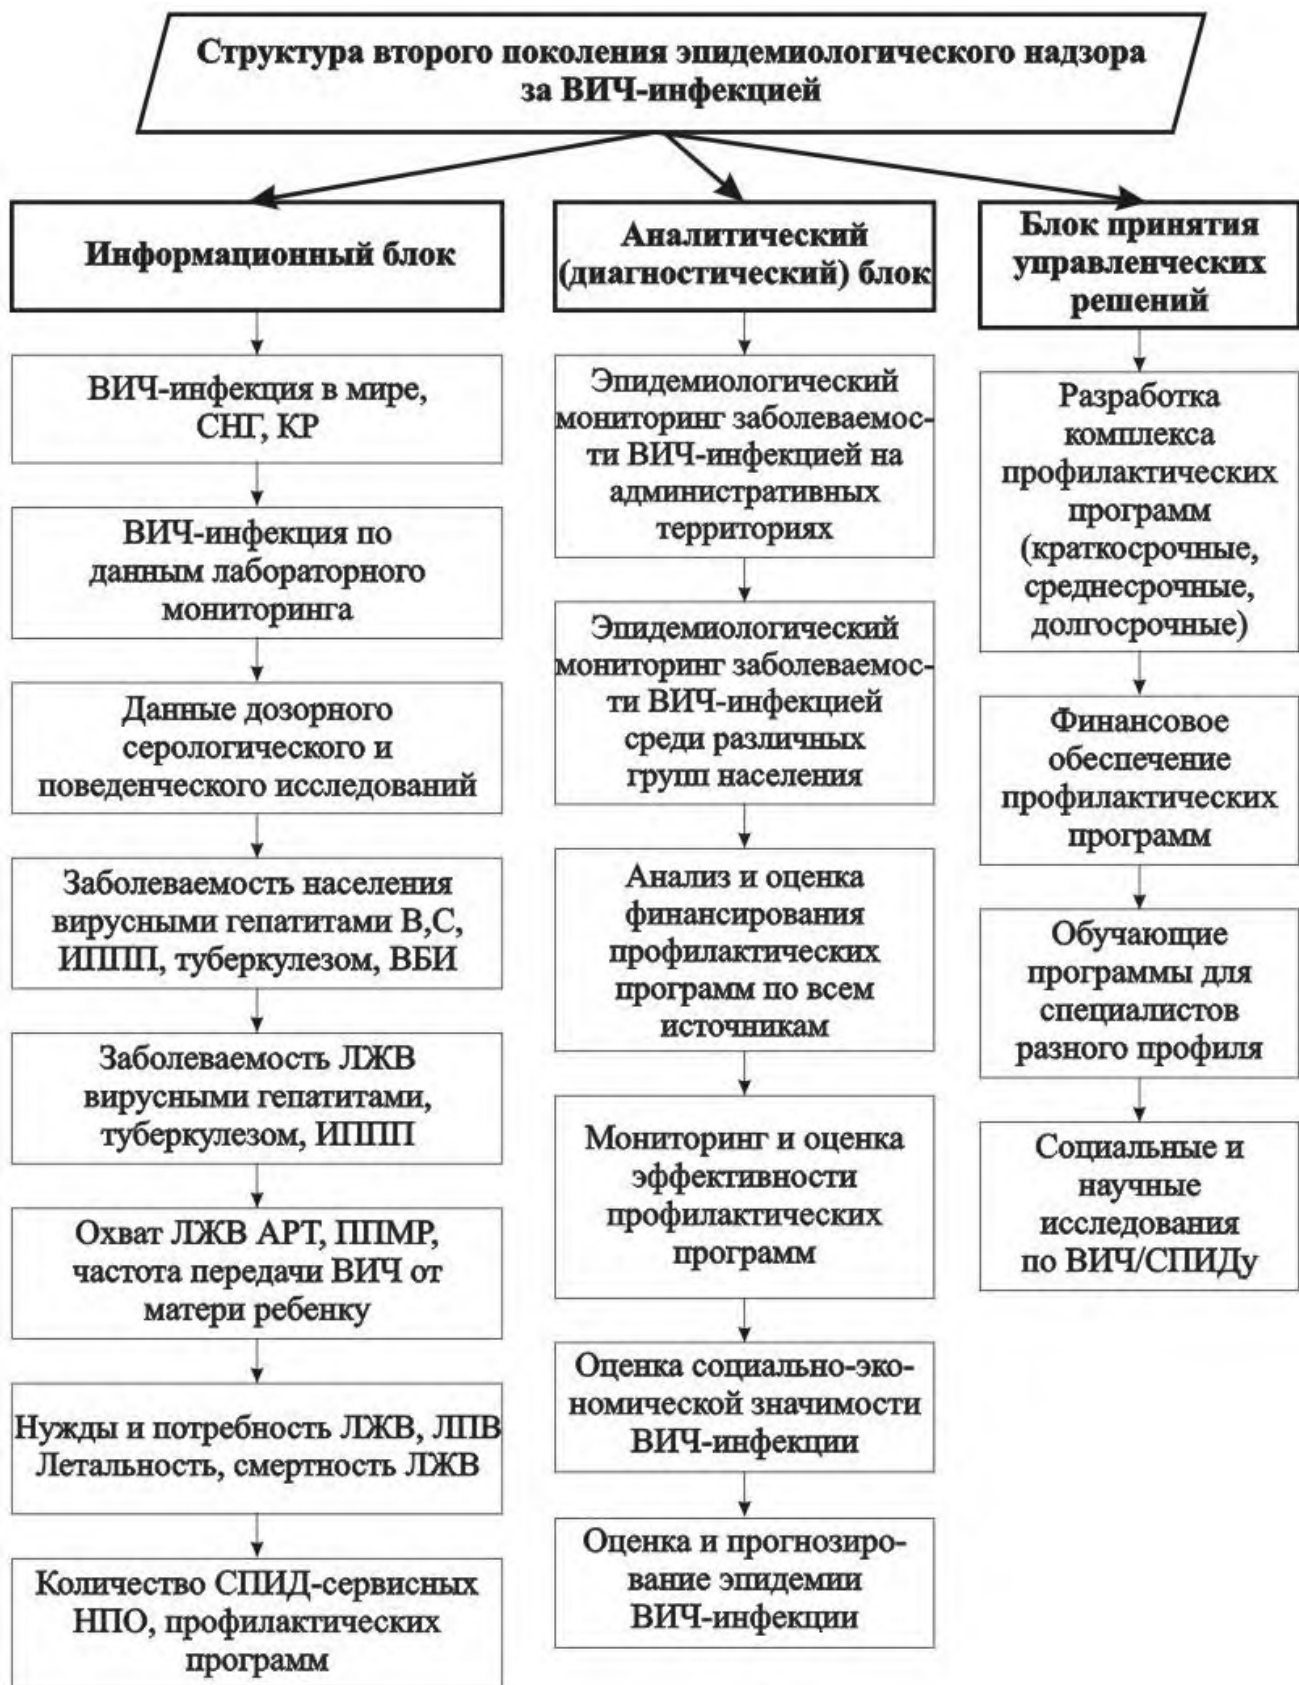 Структура второго поколения эпидемиологического надзора
за ВИЧ-инфекцией
Информационный блок
ВИЧ-инфекция в мире,
СНГ, КР
ВИЧ-инфекция по
данным лабораторного
мониторинга
Данные дозорного
серологического и
поведенческого исследований
Заболеваемость населения
вирусными гепатитами В,С,
ИППП, туберкулезом, ВБИ
Заболеваемость ЛЖВ
вирусными гепатитами,
туберкулезом, ИППП
Охват ЛЖВ АРТ, ППМР,
частота передачи ВИЧ от
матери ребенку
Нужды и потребность ЛЖВ, ЛПВ
Летальность, смертность ЛЖВ
Количество СПИД-сервисных
НПО, профилактических
программ
Аналитический
(диагностический) блок
Эпидемиологический
мониторинг заболеваемос-
ти ВИЧ-инфекцией на
административных
территориях
Эпидемиологический
мониторинг заболеваемос-
ти ВИЧ-инфекцией
среди различных
групп населения
Анализ и оценка
финансирования
профилактических
программ по всем
источникам
Мониторинг и оценка
эффективности
профилактических
программ
Оценка социально-эко-
номической значимости
ВИЧ-инфекции
Оценка и прогнозиро-
вание эпидемии
ВИЧ-инфекции
Блок принятия
управленческих
решений
Разработка
комплекса
профилактических
программ
(краткосрочные,
среднесрочные,
долгосрочные)
Финансовое
обеспечение
профилактических
программ
Обучающие
программы для
специалистов
разного профиля
Социальные и
научные
исследования
по ВИЧ/СПИДу